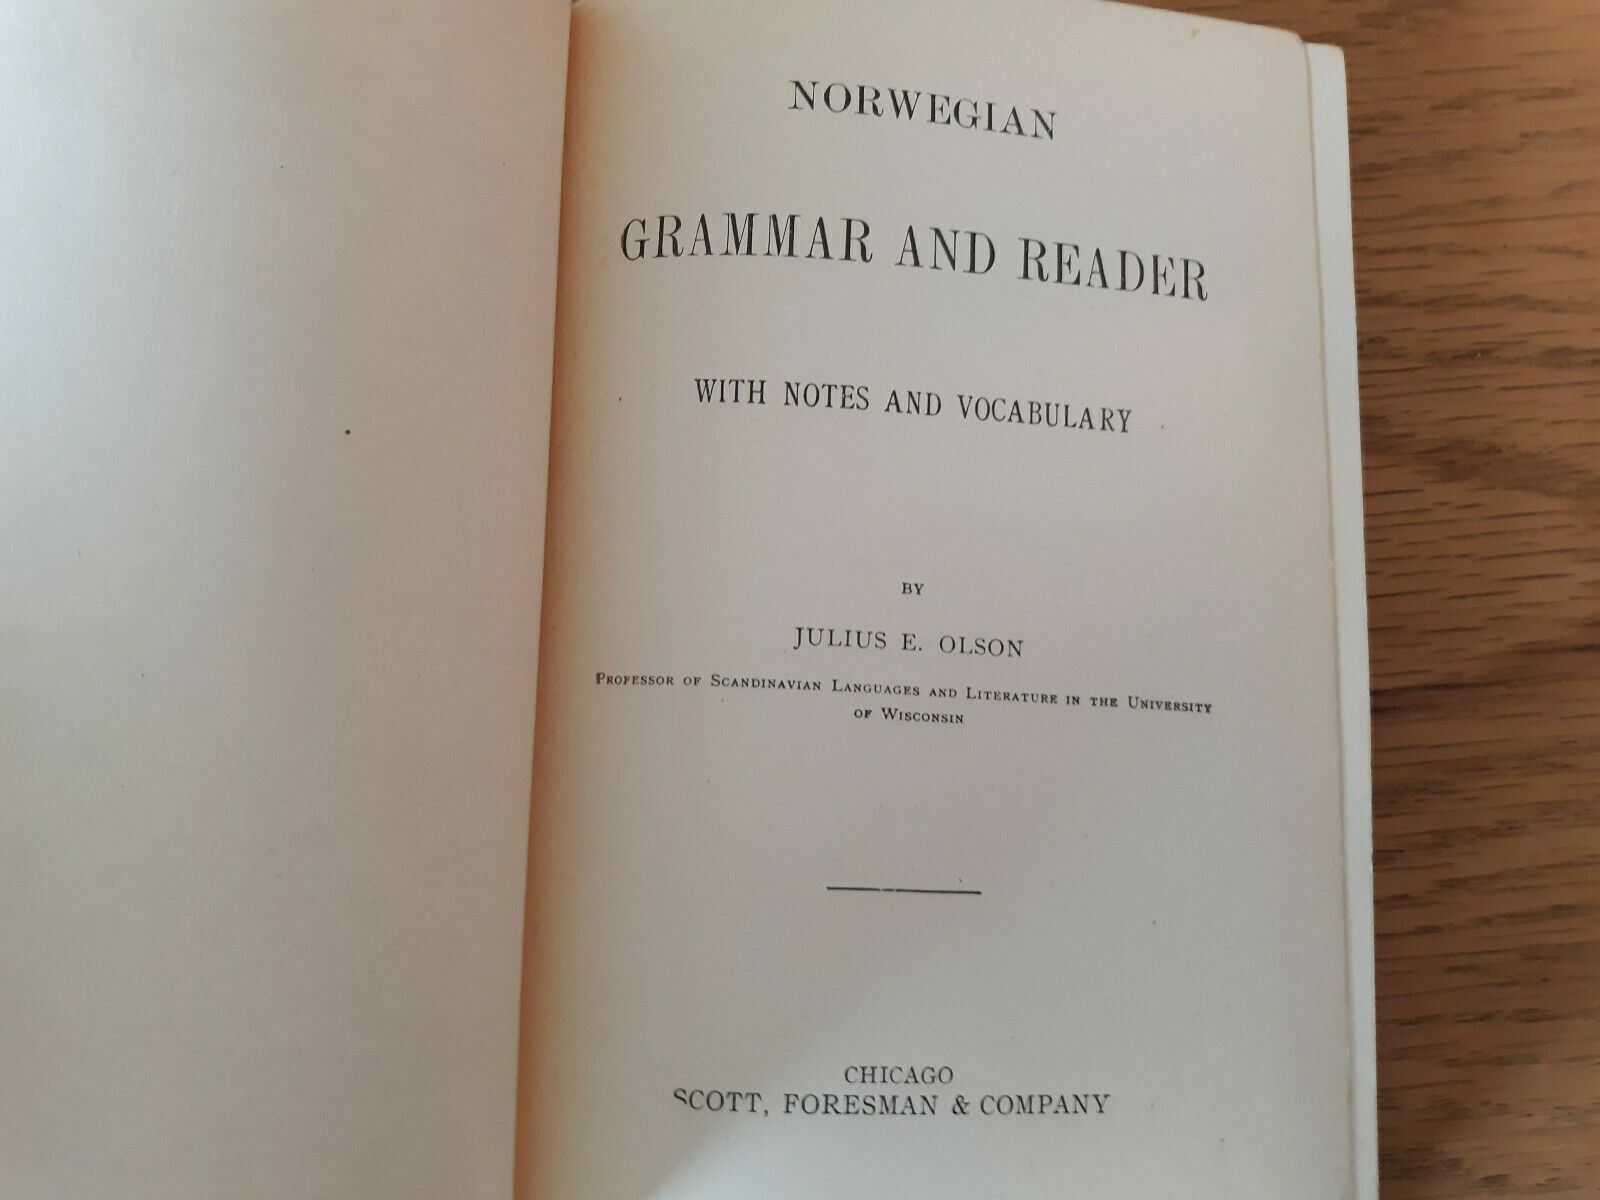 NORWEGIAN
GRAMMAR AND READER
WITH NOTES AND VOCABULARY
BY
JULIUS E. OLSON
PROFESSOR OF SCANDINAVIAN LANGUAGES AND LITERATURE IN THE UNIVERSITY
OF WISCONSIN
CHICAGO
SCOTT, FORESMAN & COMPANY